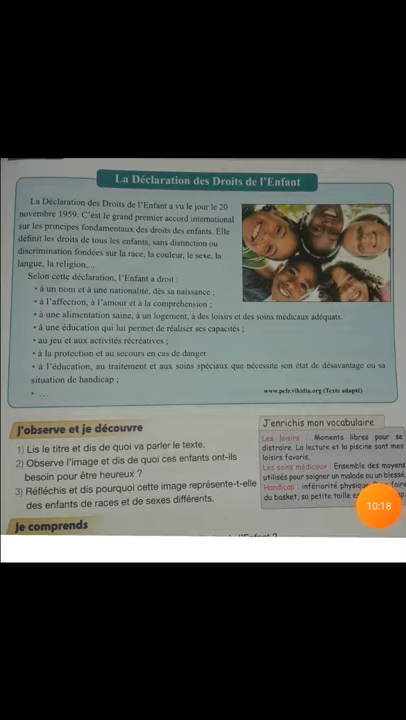 La Déclaration des Droits de l'Enfant
La Déclaration des Droits de l'Enfant a vu le jour le 20
novembre 1959. C'est le grand premier accord international
sur les principes fondamentaux des droits des enfants. Elle
définit les droits de tous les enfants, sans distinction ou
discrimination fondées sur la race, la couleur, le sexe, la
langue, la religion,...
Selon cette déclaration, l'Enfant a droit :
• à un nom et à une nationalité, dès sa naissance ;
• à l'affection, à l'amour et à la compréhension ;
• à une alimentation saine, à un logement, à des loisirs et des soins médicaux adéquats.
• à une éducation qui lui permet de réaliser ses capacités ;
• au jeu et aux activités récréatives ;
• à la protection et au secours en cas de danger
• à l'éducation, au traitement et aux soins spéciaux que nécessite son état de désavantage ou sa
situation de handicap ;
• ...
www.pefr.vikidia.org (Texte adapté)
J'observe et je découvre
1) Lis le titre et dis de quoi va parler le texte.
2) Observe l'image et dis de quoi ces enfants ont-ils
besoin pour être heureux ?
3) Réfléchis et dis pourquoi cette image représente-t-elle
des enfants de races et de sexes différents.
Je comprends
J'enrichis mon vocabulaire
Les loisirs : Moments libres pour se
distraire. La lecture et la piscine sont mes
loisirs favoris.
Les soins médicaux : Ensemble des moyens
utilisés pour soigner un malade ou un blessé.
Handicap : infériorité physique. faire
du basket, sa petite taille
10:18
l'Enfant ?